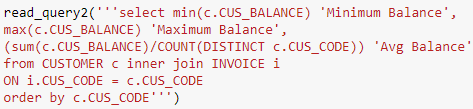 read_query2('''select min(c.CUS_BALANCE) 'Minimum Balance',
max(c.CUS_BALANCE) 'Maximum Balance',
(sum(c.CUS_BALANCE)/COUNT(DISTINCT c.CUS_CODE)) 'Avg Balance'
from CUSTOMER c inner join INVOICE i
ON i.CUS_CODE = c.CUS_CODE
order by c.CUS_CODE''')